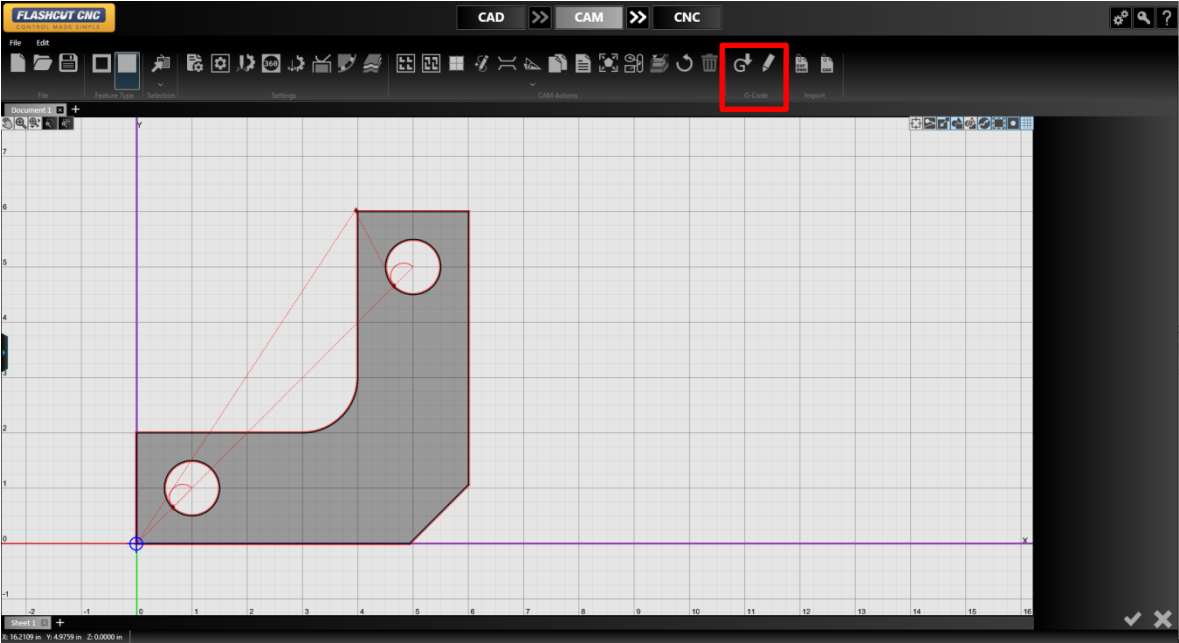 FLASHCUT CNC
CONTROL MADE SIMPLE
CAD
CAM
CNC
?
File Edit
360
G
File
Feature Type
Selection
Settings
CAM Actions
G-Code
Import
Document 1 x +
Y
7
6
5
4
3
2
1
0
X
-1
-2 -1 0 1 2 3 4 5 6 7 8 9 10 11 12 13 14 15 16
Sheet 1 +
X: 16.2109 in Y: 4.9759 in Z: 0.0000 in